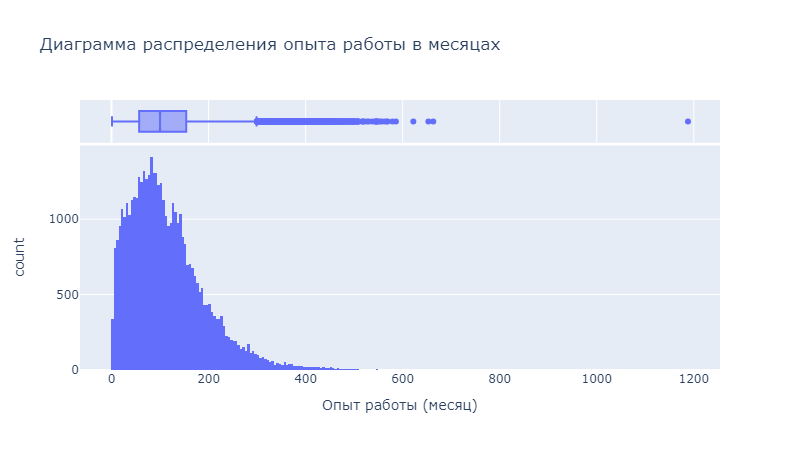 Диаграмма распределения опыта работы в месяцах
count
1000
500
0
0 200 400 600 800 1000 1200
Опыт работы (месяц)